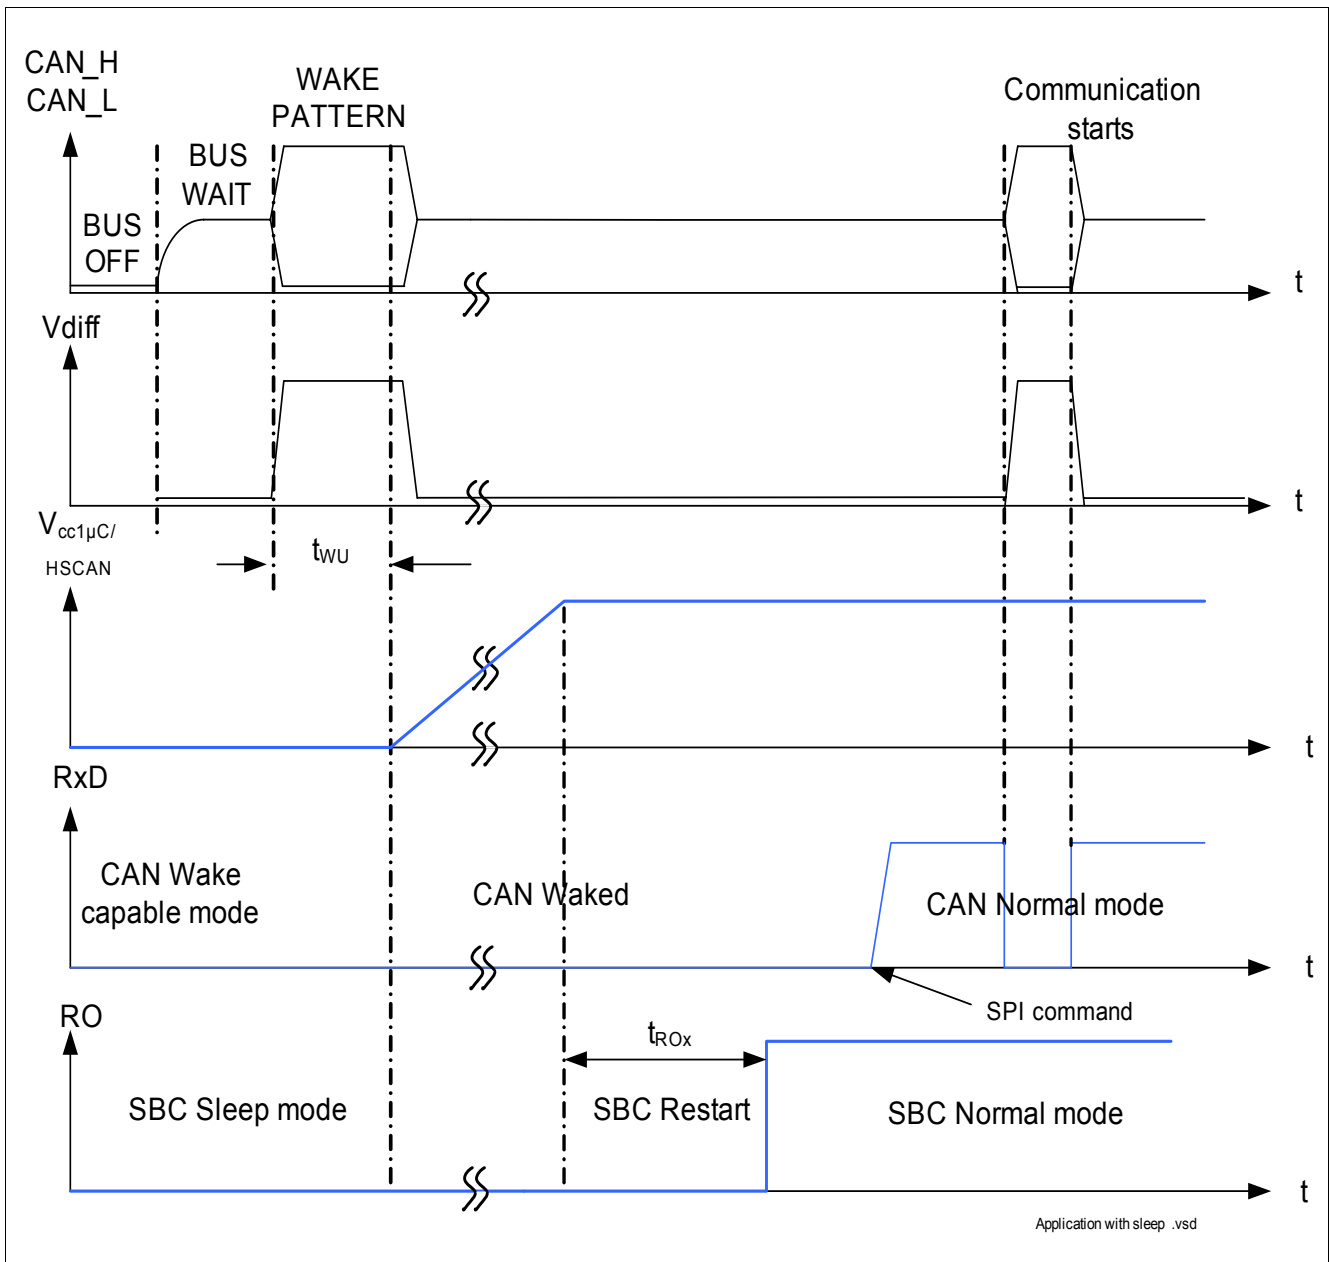 CAN_H
CAN_L
WAKE
PATTERN
Communication
starts
BUS
WAIT
BUS
OFF
t
Vdiff
t
Vcc1µC/
HSCAN
tWU
t
RxD
CAN Wake
capable mode
CAN Waked
CAN Normal mode
t
SPI command
RO
tROx
SBC Sleep mode
SBC Restart
SBC Normal mode
t
Application with sleep .vsd